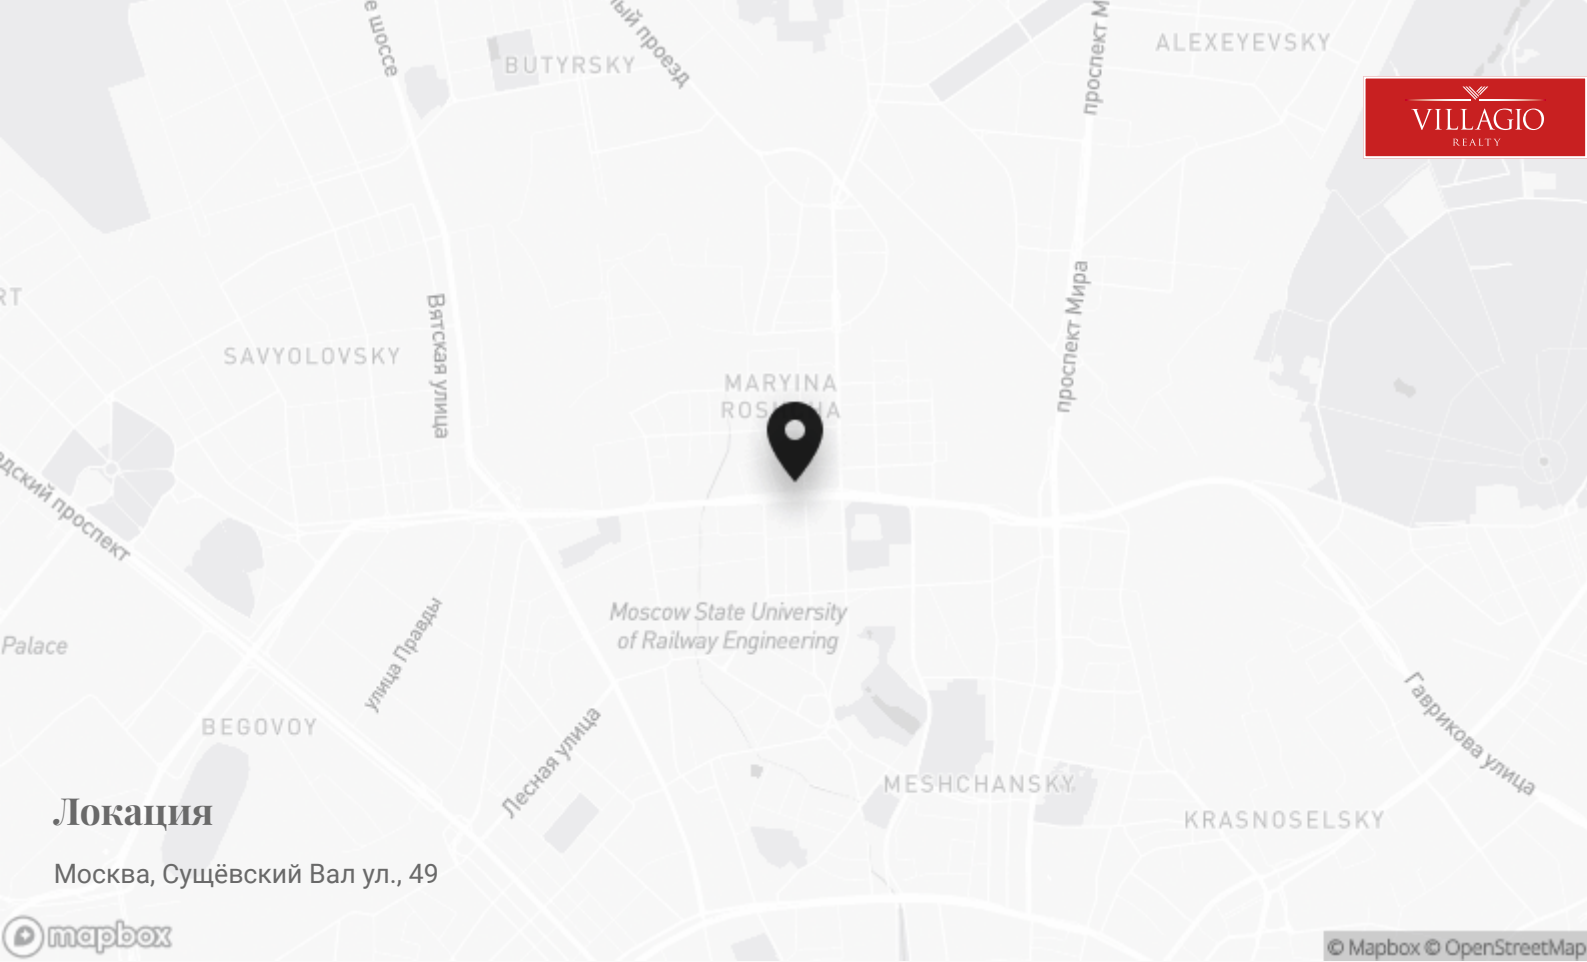 ALEXEYEVSKY
BUTYRSKY
проспект М
VILLAGIO
REALTY
SAVYOLOVSKY
Вятская улица
проспект Мира
MARYINA
Moscow State University
of Railway Engineering
Palace
улица Правды
BEGOVOY
Лесная улица
MESHCHANSKY
KRASNOSELSKY
Гаврикова улица
Локация
Москва, Сущёвский Вал ул., 49
mapbox
© Mapbox © OpenStreetMap